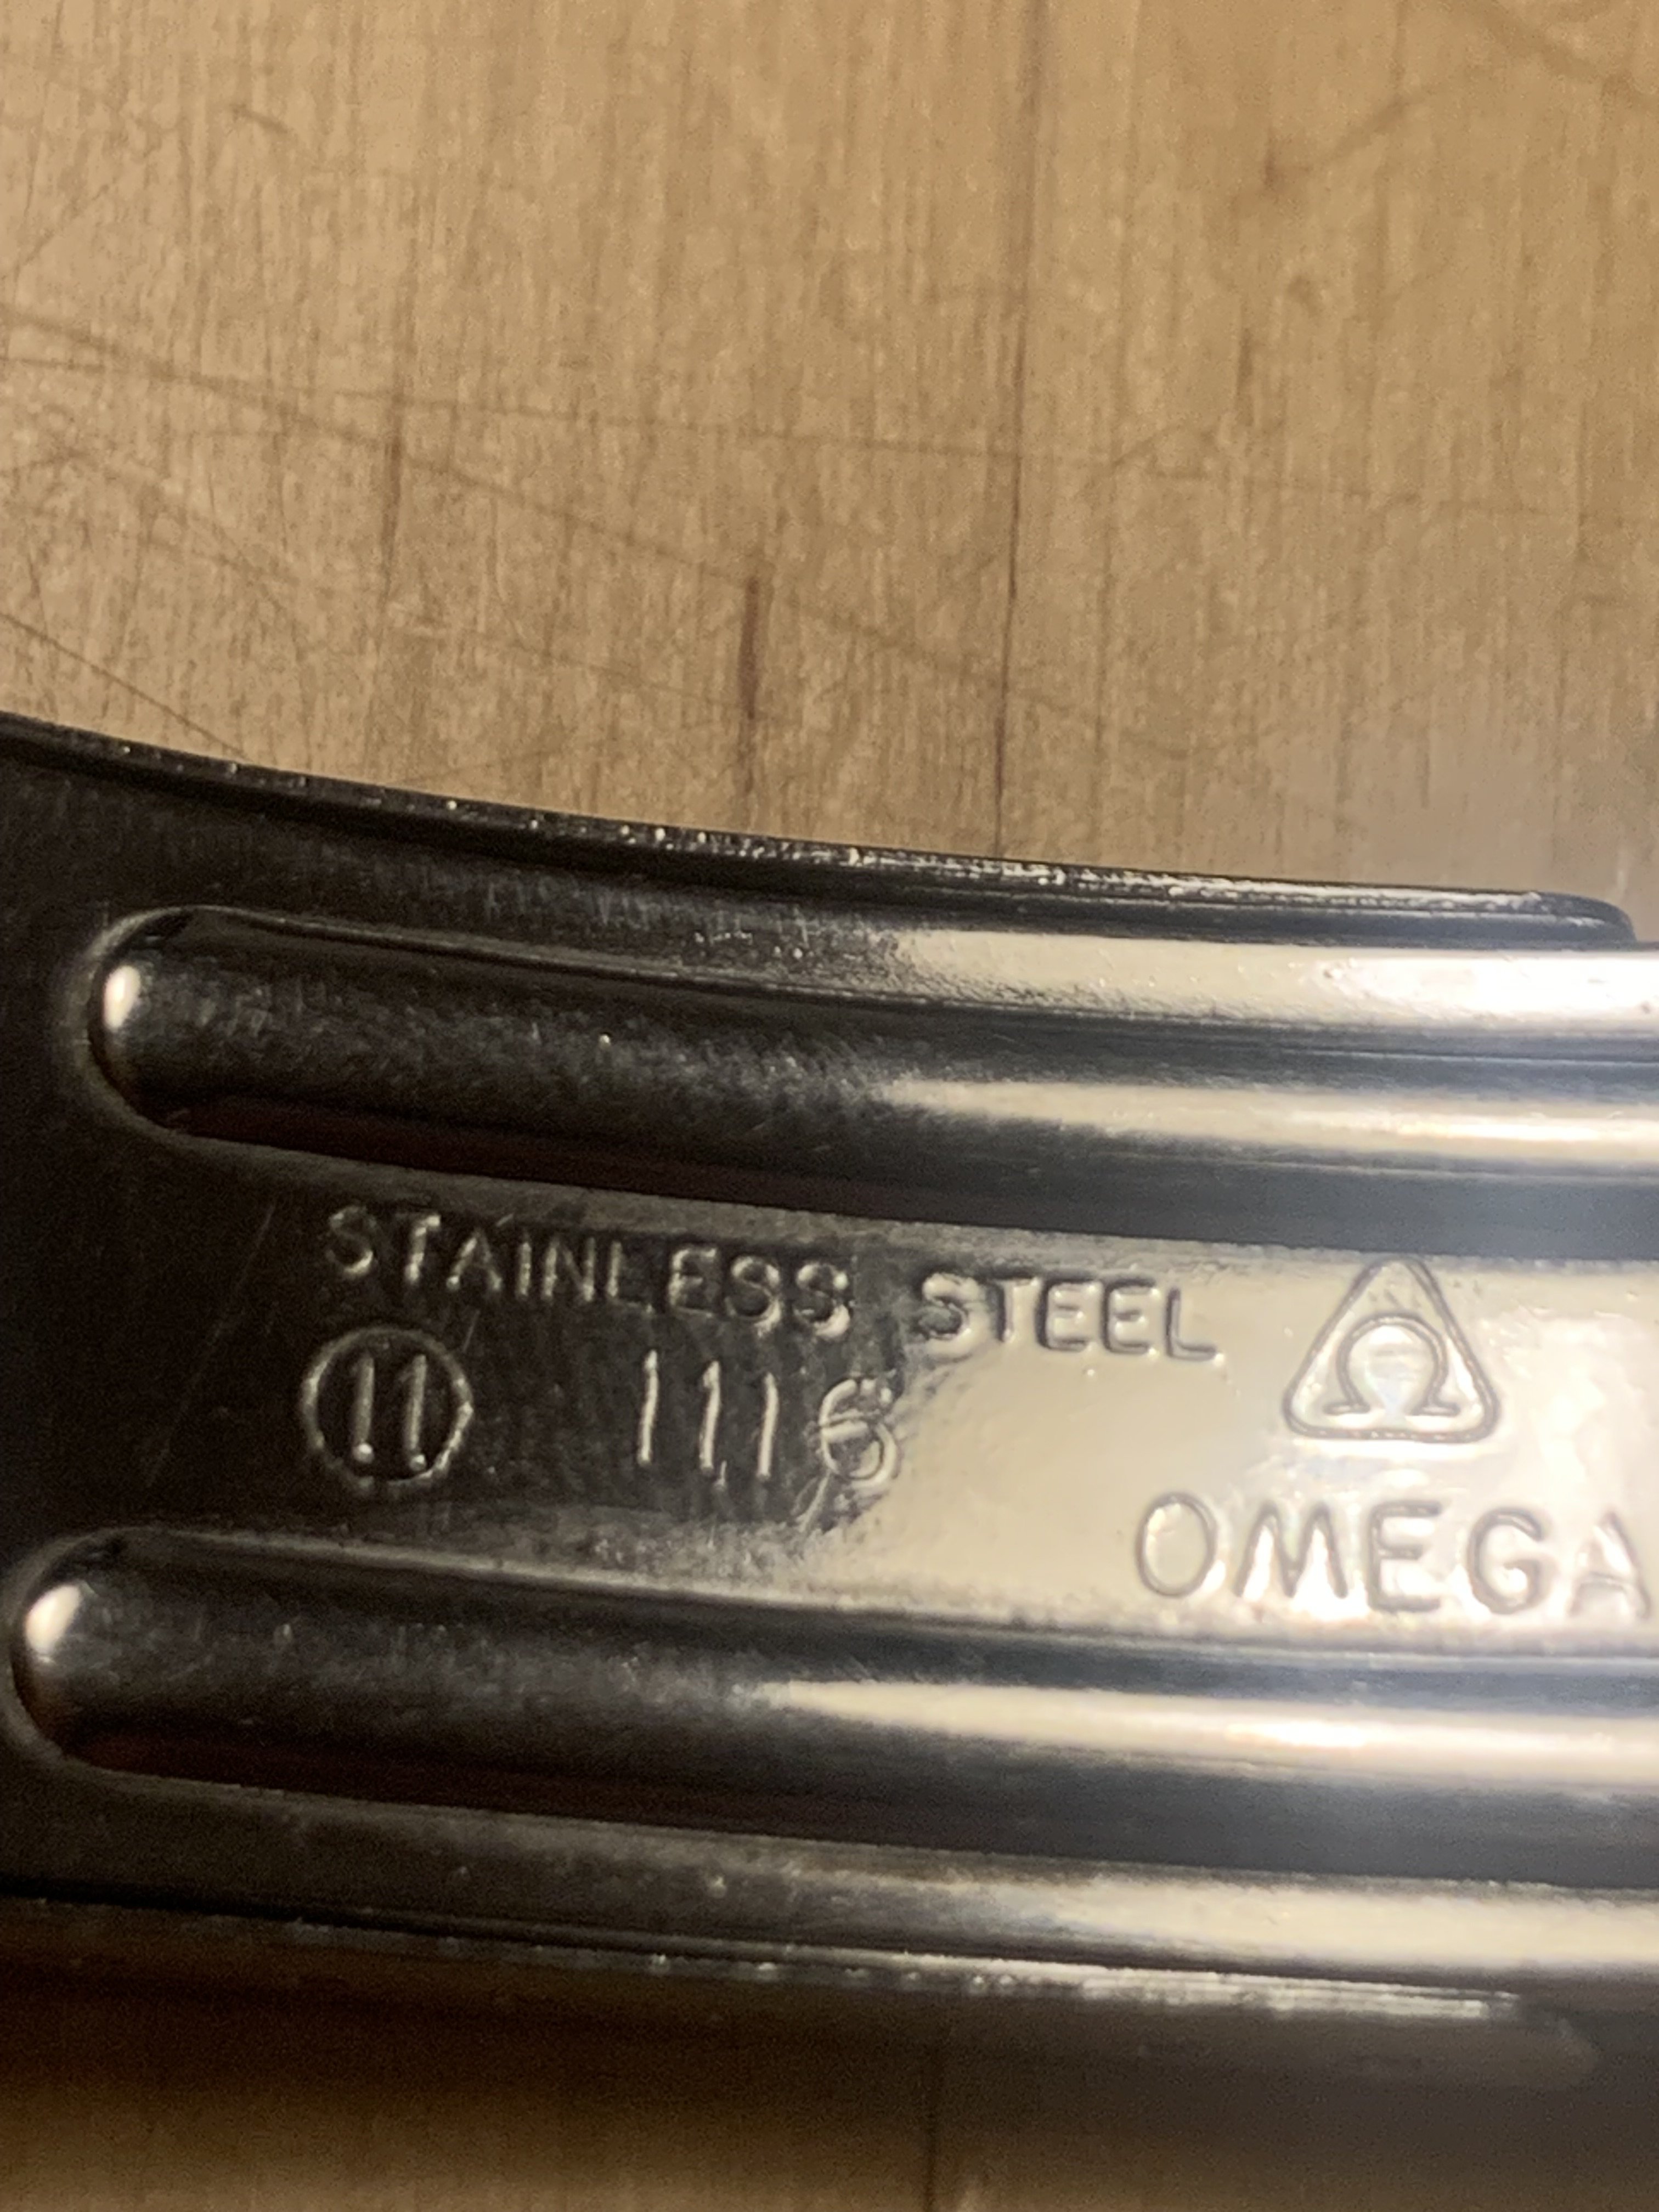 STAINLESS STEEL
11 1116
Ω
OMEGA